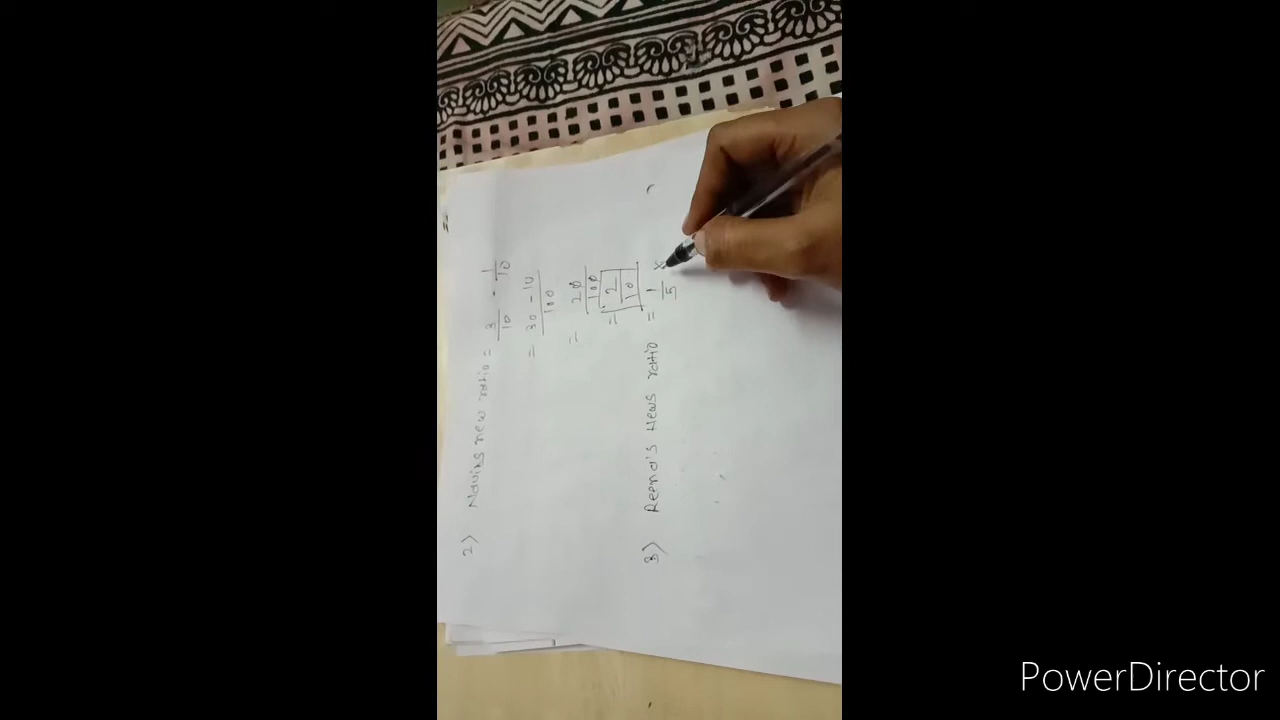 2) Navins new ratio = 3/10 - 1/10
= 30 - 10 / 100
= 20/100
= 2/10
3) Reena's News ratio = 1/5 x
PowerDirector